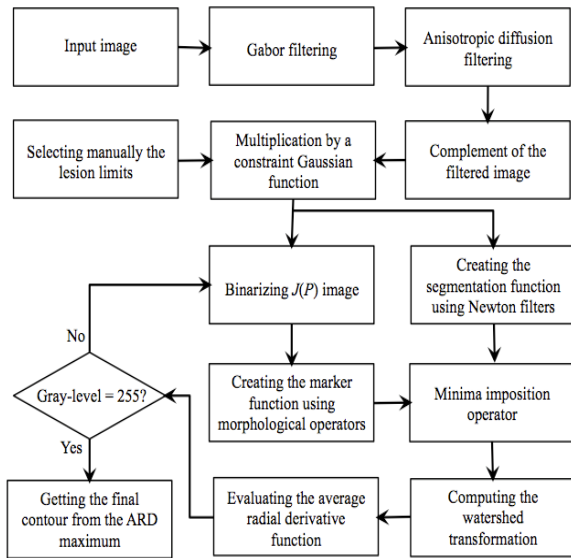 Input image
Gabor filtering
Anisotropic diffusion
filtering
Selecting manually the
lesion limits
Multiplication by a
constraint Gaussian
function
Complement of the
filtered image
Binarizing J(P) image
Creating the
segmentation function
using Newton filters
No
Gray-level = 255?
Creating the marker
function using
morphological operators
Minima imposition
operator
Yes
Getting the final
contour from the ARD
maximum
Evaluating the average
radial derivative
function
Computing the
watershed
transformation